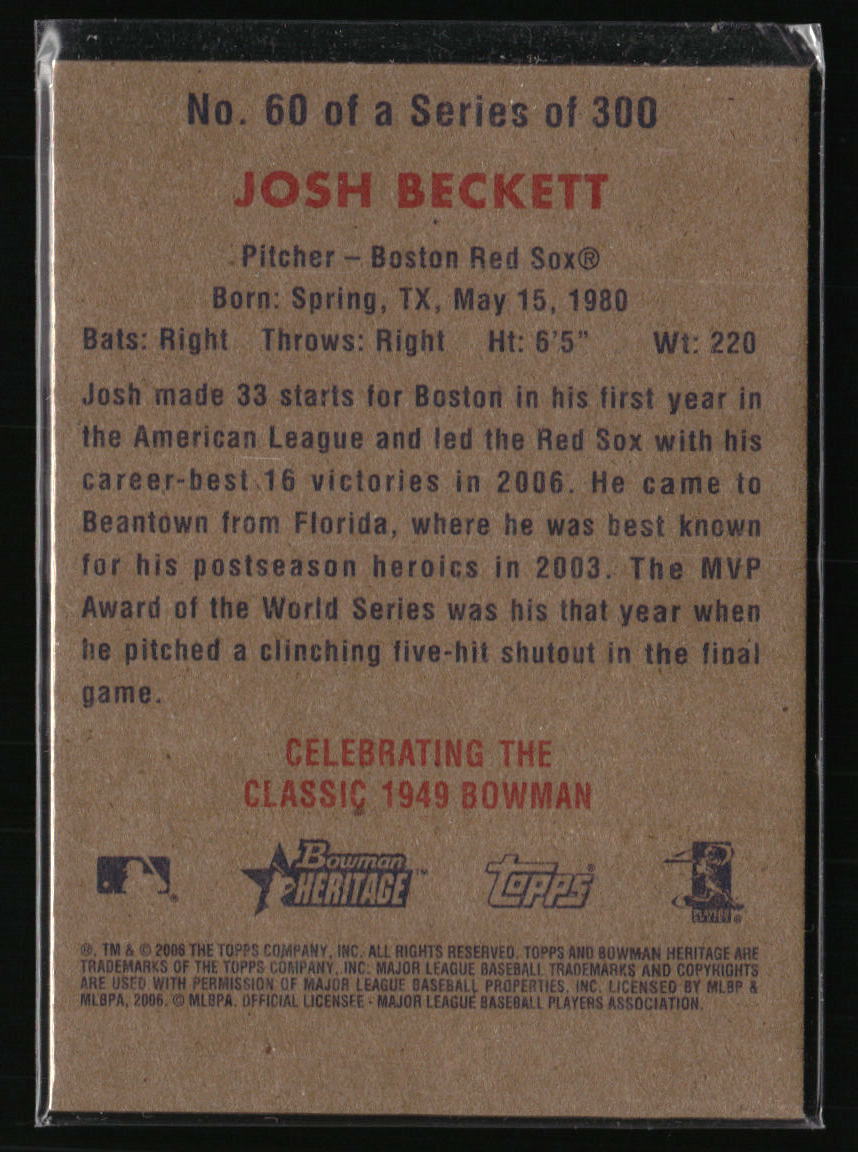 No. 60 of a Series of 300
JOSH BECKETT
Pitcher – Boston Red Sox®
Born: Spring, TX, May 15, 1980
Bats: Right Throws: Right Ht: 6'5" Wt: 220
Josh made 33 starts for Boston in his first year in
the American League and led the Red Sox with his
career-best 16 victories in 2006. He came to
Beantown from Florida, where he was best known
for his postseason heroics in 2003. The MVP
Award of the World Series was his that year when
he pitched a clinching five-hit shutout in the final
game.
CELEBRATING THE
CLASSIC 1949 BOWMAN
Bowman HERITAGE™ Topps® PLAYERS
®, TM & © 2006 THE TOPPS COMPANY, INC. ALL RIGHTS RESERVED. TOPPS AND BOWMAN HERITAGE ARE
TRADEMARKS OF THE TOPPS COMPANY, INC. MAJOR LEAGUE BASEBALL TRADEMARKS AND COPYRIGHTS
ARE USED WITH PERMISSION OF MAJOR LEAGUE BASEBALL PROPERTIES, INC. LICENSED BY MLBP &
MLBPA, 2006. © MLBPA. OFFICIAL LICENSEE - MAJOR LEAGUE BASEBALL PLAYERS ASSOCIATION.